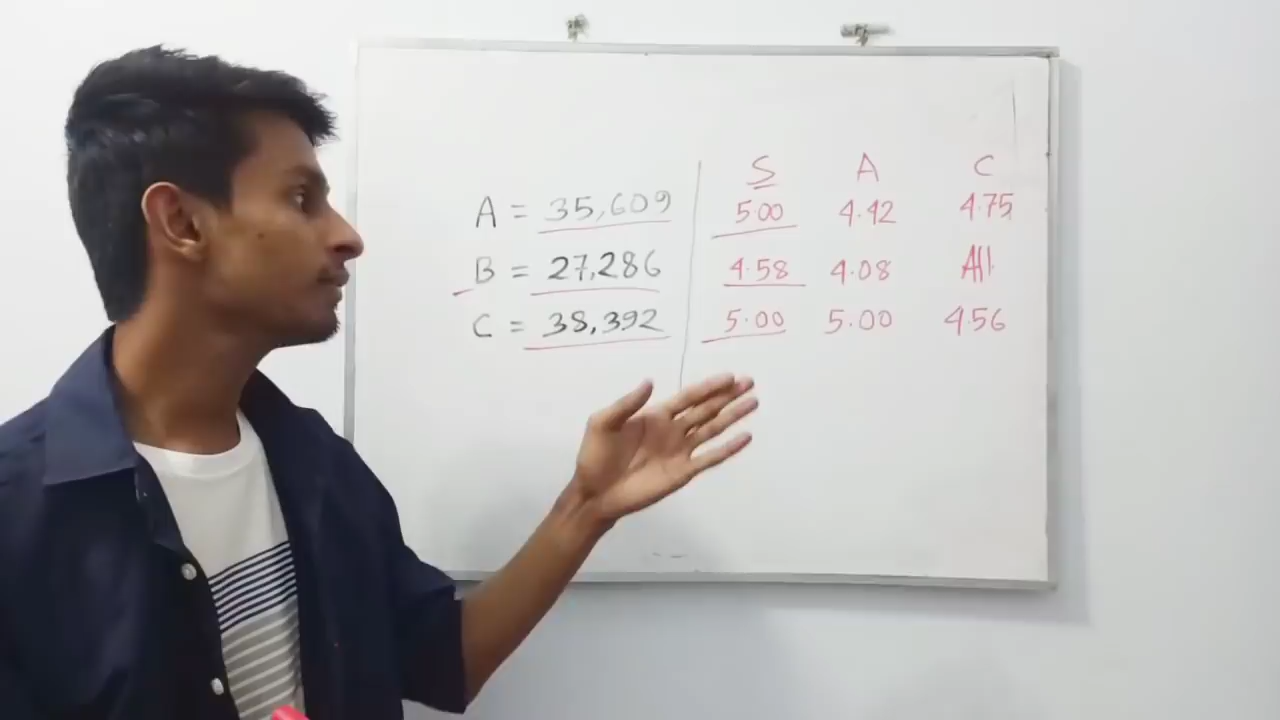 S A C
A = 35,609 5.00 4.42 4.75
B = 27,286 4.58 4.08 All
C = 38,392 5.00 5.00 4.56